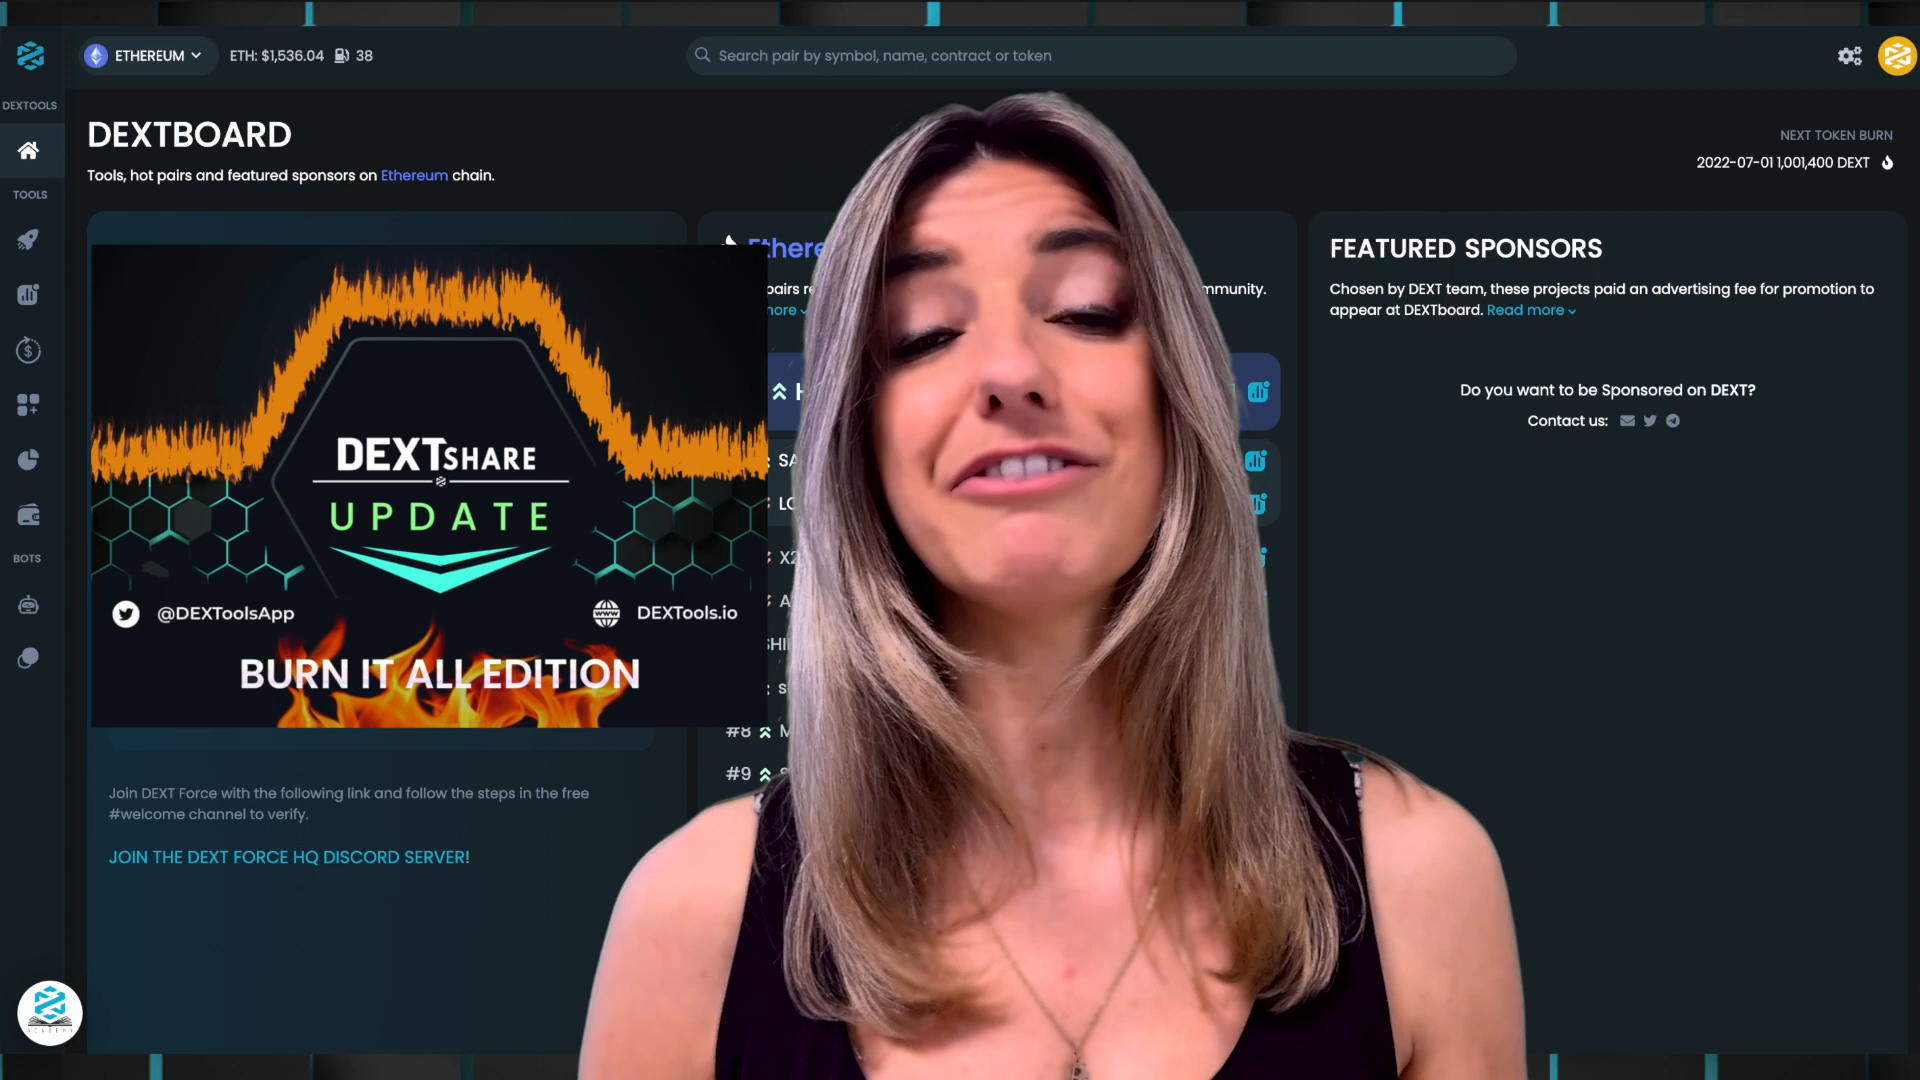 ETHEREUM
ETH: $1,536.04
38
Search pair by symbol, name, contract or token
DEXTOOLS
TOOLS
BOTS
DEXTBOARD
Tools, hot pairs and featured sponsors on Ethereum chain.
NEXT TOKEN BURN
2022-07-01 1,001,400 DEXT
DEXTSHARE
UPDATE
@DEXToolsApp
WWW
DEXTools.io
BURN IT ALL EDITION
Join DEXT Force with the following link and follow the steps in the free
#welcome channel to verify.
JOIN THE DEXT FORCE HQ DISCORD SERVER!
#8
#9
FEATURED SPONSORS
Chosen by DEXT team, these projects paid an advertising fee for promotion to
appear at DEXTboard. Read more
Do you want to be Sponsored on DEXT?
Contact us:
ACADEMY